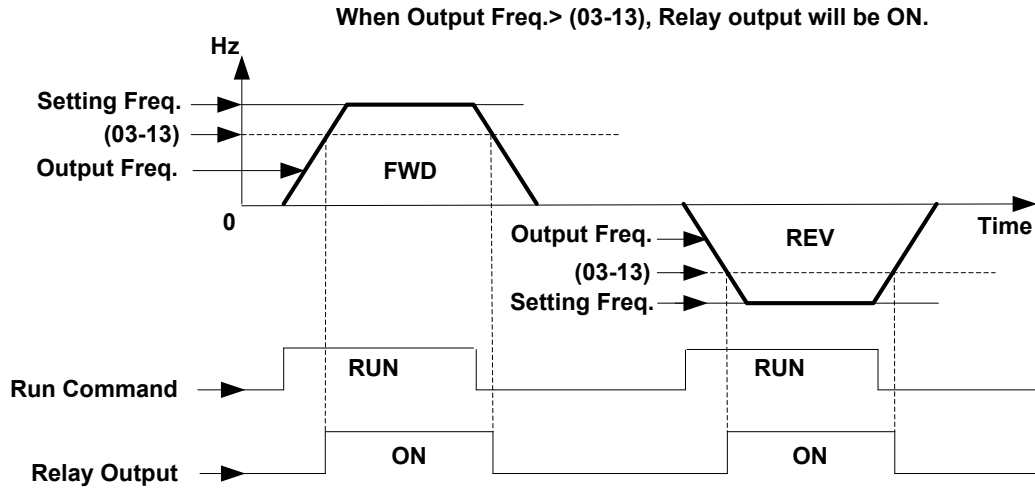 When Output Freq.> (03-13), Relay output will be ON.
Hz
Setting Freq.
(03-13)
Output Freq.
FWD
0
Time
Output Freq.
REV
(03-13)
Setting Freq.
RUN
RUN
Run Command
ON
ON
Relay Output